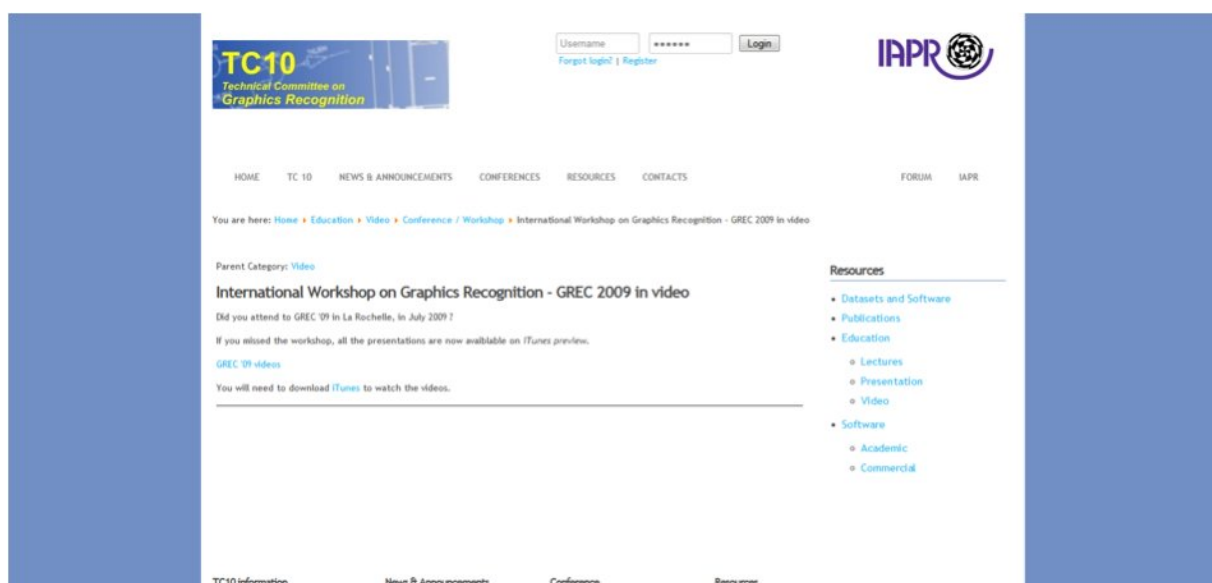 TC10
Technical Committee on
Graphics Recognition
Username
Login
Forgot login? | Register
IAPR
HOME TC 10 NEWS & ANNOUNCEMENTS CONFERENCES RESOURCES CONTACTS FORUM IAPR
You are here: Home Education Video Conference / Workshop International Workshop on Graphics Recognition - GREC 2009 in video
Parent Category: Video
International Workshop on Graphics Recognition - GREC 2009 in video
Did you attend to GREC '09 in La Rochelle, in July 2009 ?
If you missed the workshop, all the presentations are now availblable on iTunes preview.
GREC '09 videos
You will need to download iTunes to watch the videos.
Resources
Datasets and Software
Publications
Education
Lectures
Presentation
Video
Software
Academic
Commercial
TC10 information News & Announcements Conference Resources